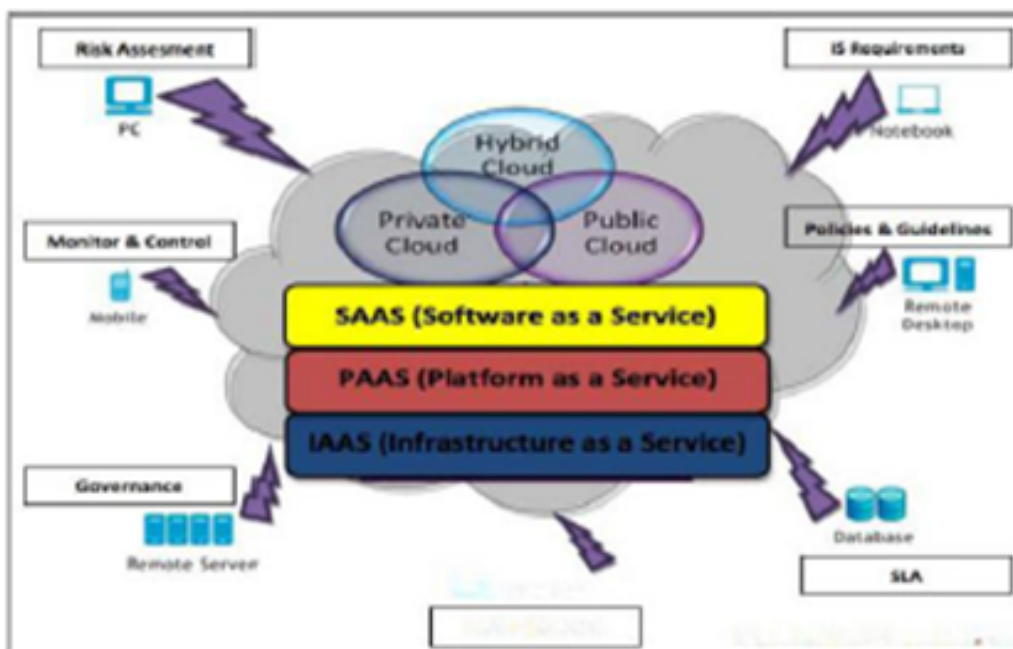 Risk Assesment
PC
IS Requirements
Notebook
Hybrid
Cloud
Private
Cloud
Public
Cloud
Monitor & Control
Mobile
Policies & Guidelines
Remote
Desktop
SAAS (Software as a Service)
PAAS (Platform as a Service)
IAAS (Infrastructure as a Service)
Governance
Remote Server
Database
SLA